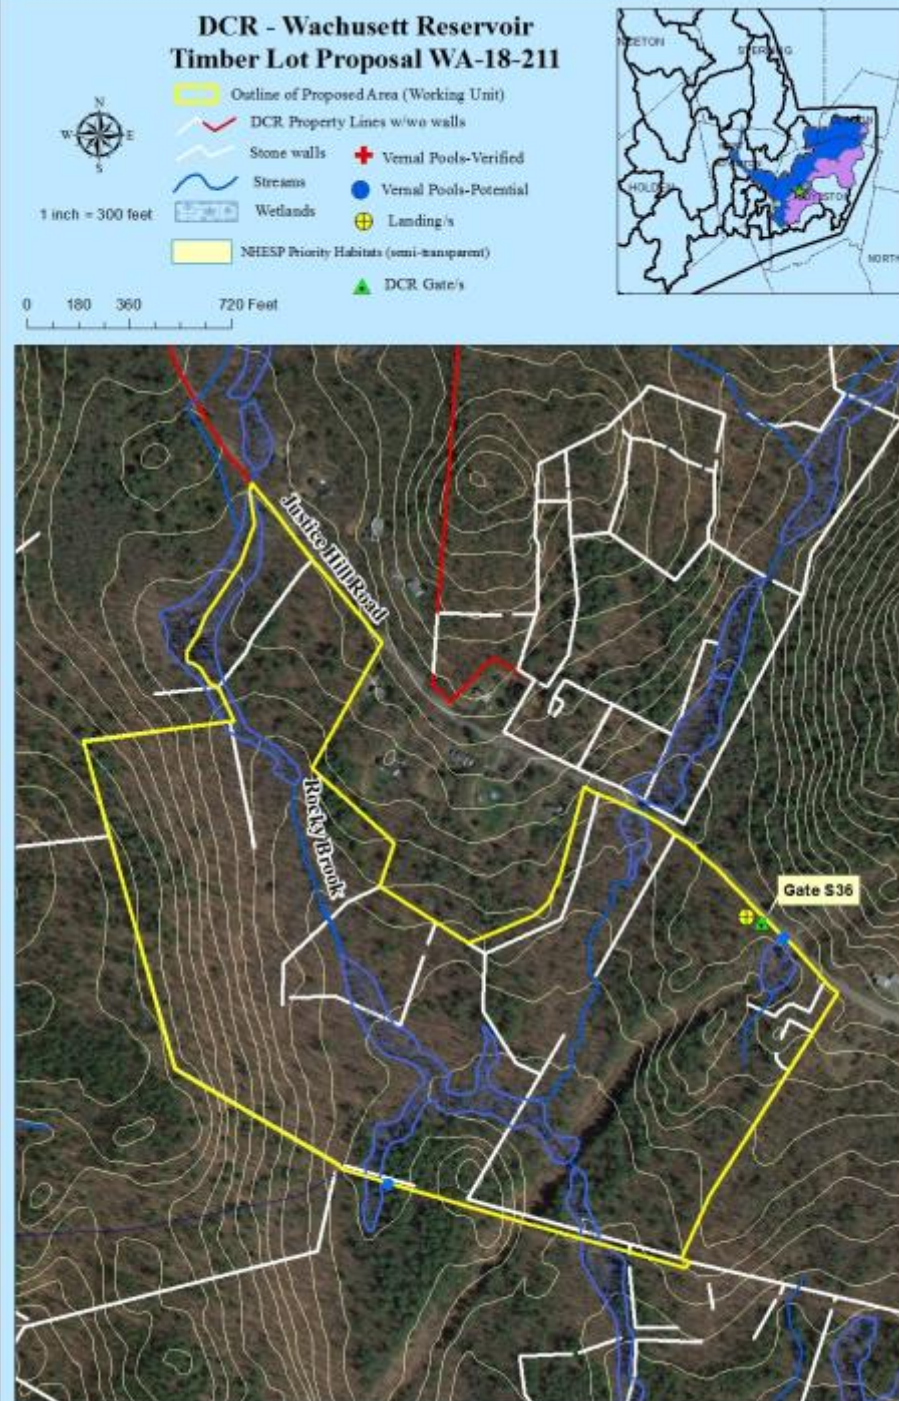 DCR - Wachusett Reservoir
Timber Lot Proposal WA-18-211
Outline of Proposed Area (Working Unit)
DCR Property Lines w/wo walls
Stone walls
Vernal Pools-Verified
Streams
Vernal Pools-Potential
Wetlands
Landing/s
NHESP Priority Habitats (semi-transparent)
DCR Gate/s
N
W
E
S
1 inch = 300 feet
0 180 360 720 Feet
HOLDEN
NORTH
Justice Hill Road
Rocky Brook
Gate S36